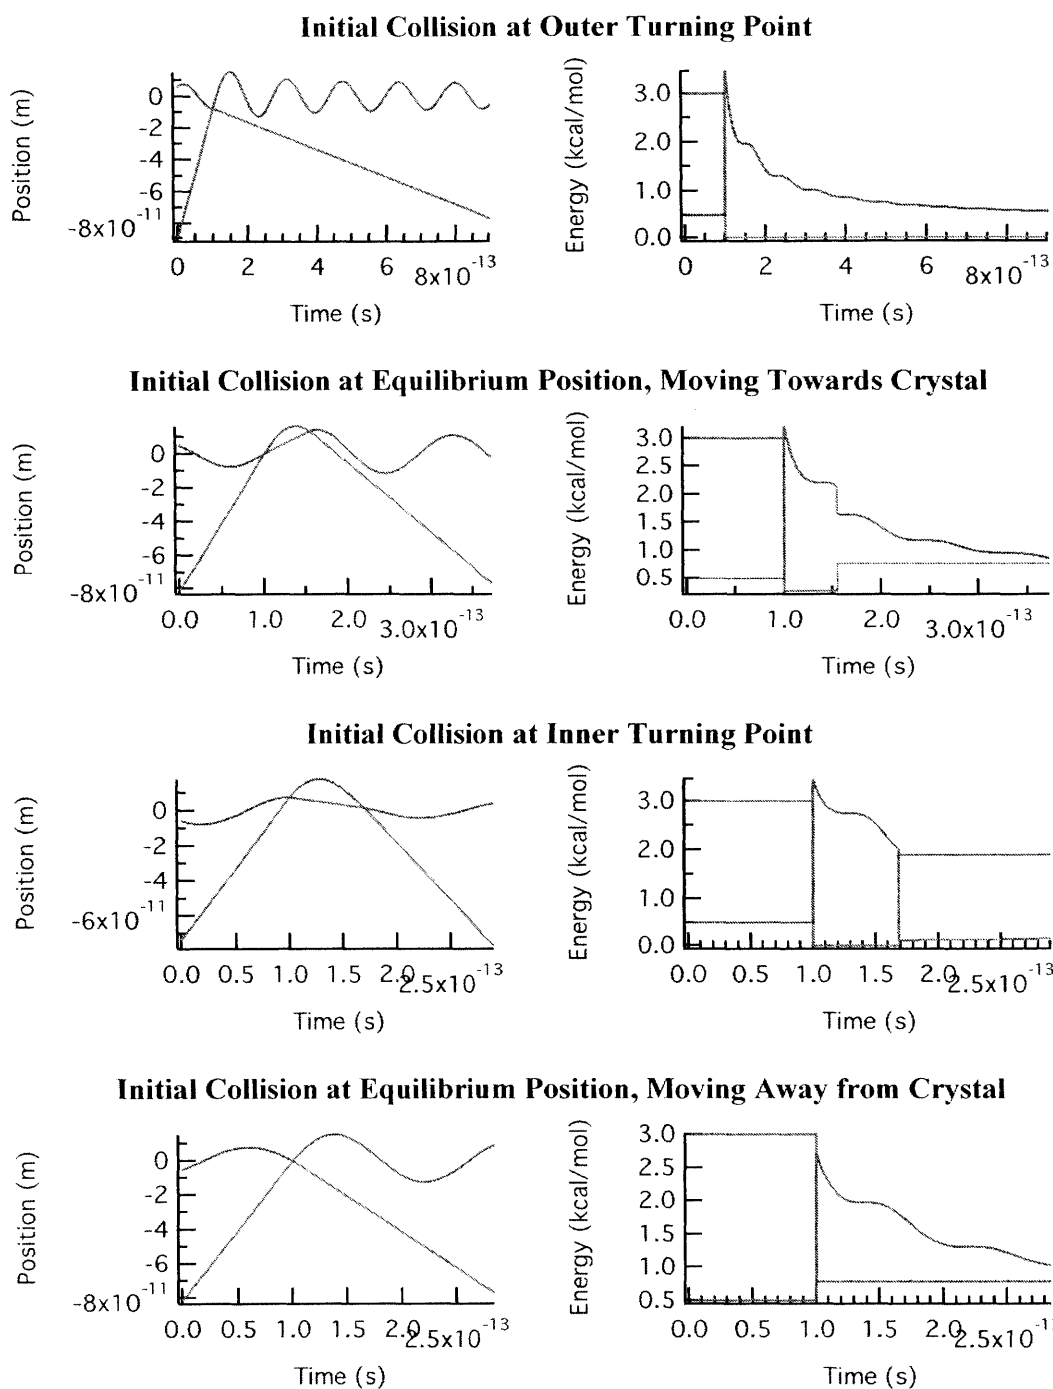 Initial Collision at Outer Turning Point
Position (m)
0
-2
-4
-6
-8x10-11
0 2 4 6 8x10-13
Time (s)
Energy (kcal/mol)
3.0
2.0
1.0
0.0
0 2 4 6 8x10-13
Time (s)
Initial Collision at Equilibrium Position, Moving Towards Crystal
Position (m)
0
-2
-4
-6
-8x10-11
0.0 1.0 2.0 3.0x10-13
Time (s)
Energy (kcal/mol)
3.0
2.5
2.0
1.5
1.0
0.5
0.0 1.0 2.0 3.0x10-13
Time (s)
Initial Collision at Inner Turning Point
Position (m)
0
-2
-4
-6x10-11
0.0 0.5 1.0 1.5 2.0 2.5x10-13
Time (s)
Energy (kcal/mol)
3.0
2.0
1.0
0.0
0.0 0.5 1.0 1.5 2.0 2.5x10-13
Time (s)
Initial Collision at Equilibrium Position, Moving Away from Crystal
Position (m)
0
-2
-4
-6
-8x10-11
0.0 0.5 1.0 1.5 2.0 2.5x10-13
Time (s)
Energy (kcal/mol)
3.0
2.5
2.0
1.5
1.0
0.5
0.0 0.5 1.0 1.5 2.0 2.5x10-13
Time (s)